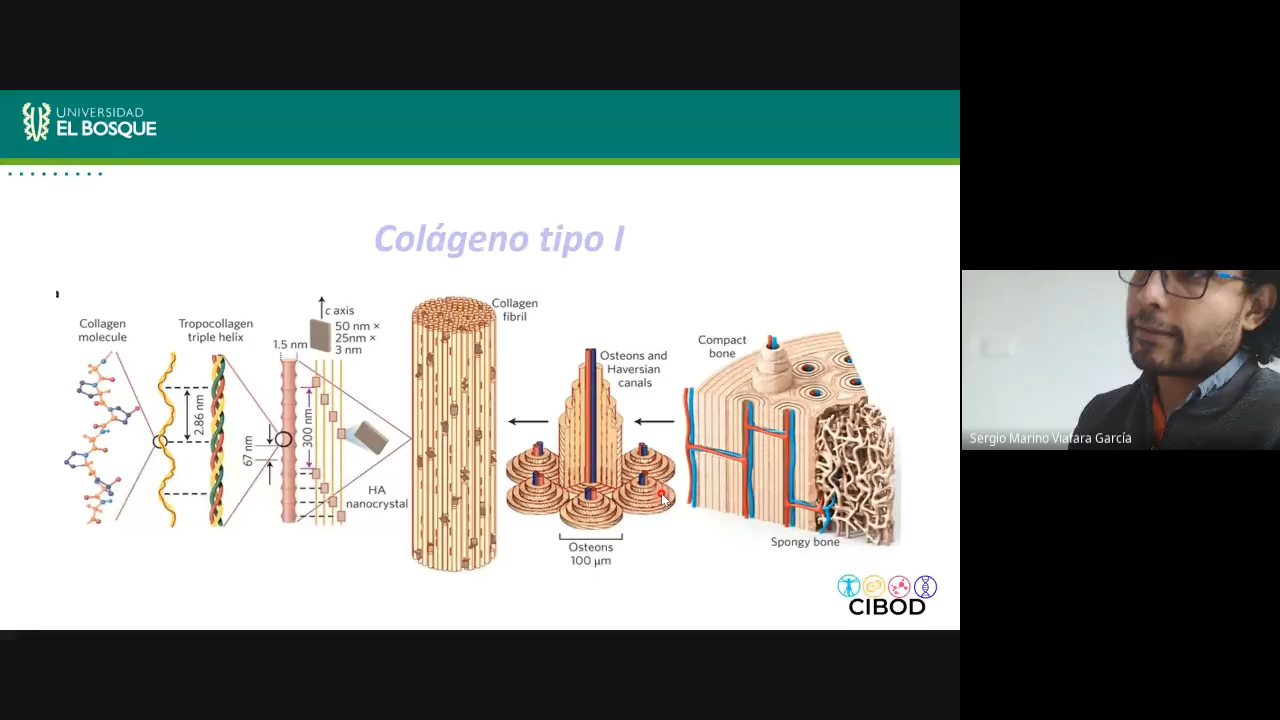 UNIVERSIDAD
EL BOSQUE
Colágeno tipo I
Collagen
molecule
Tropocollagen
triple helix
2.86 nm
67 nm
1.5 nm
c axis
50 nm ×
25nm ×
3 nm
300 nm
HA
nanocrystal
Collagen
fibril
Osteons and
Haversian
canals
Osteons
100 µm
Compact
bone
Spongy bone
CIBOD
Sergio Marino Viafara García